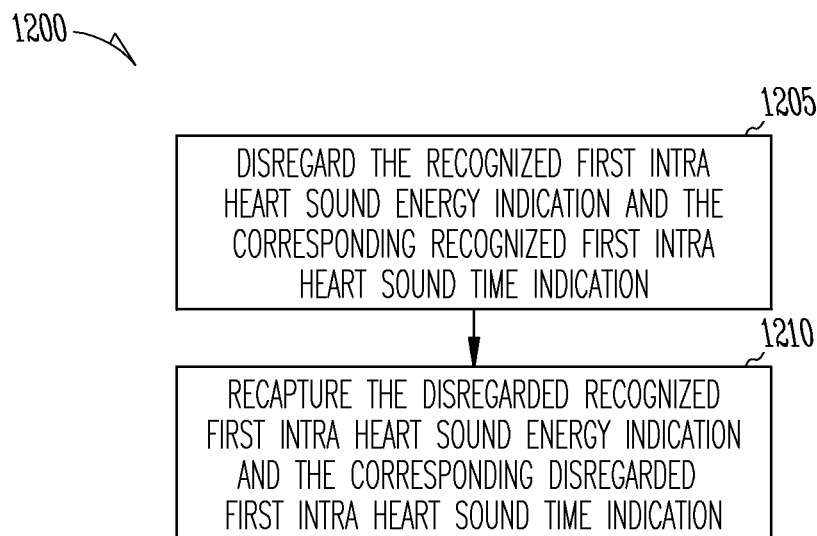 1200
1205
DISREGARD THE RECOGNIZED FIRST INTRA
HEART SOUND ENERGY INDICATION AND THE
CORRESPONDING RECOGNIZED FIRST INTRA
HEART SOUND TIME INDICATION
1210
RECAPTURE THE DISREGARDED RECOGNIZED
FIRST INTRA HEART SOUND ENERGY INDICATION
AND THE CORRESPONDING DISREGARDED
FIRST INTRA HEART SOUND TIME INDICATION